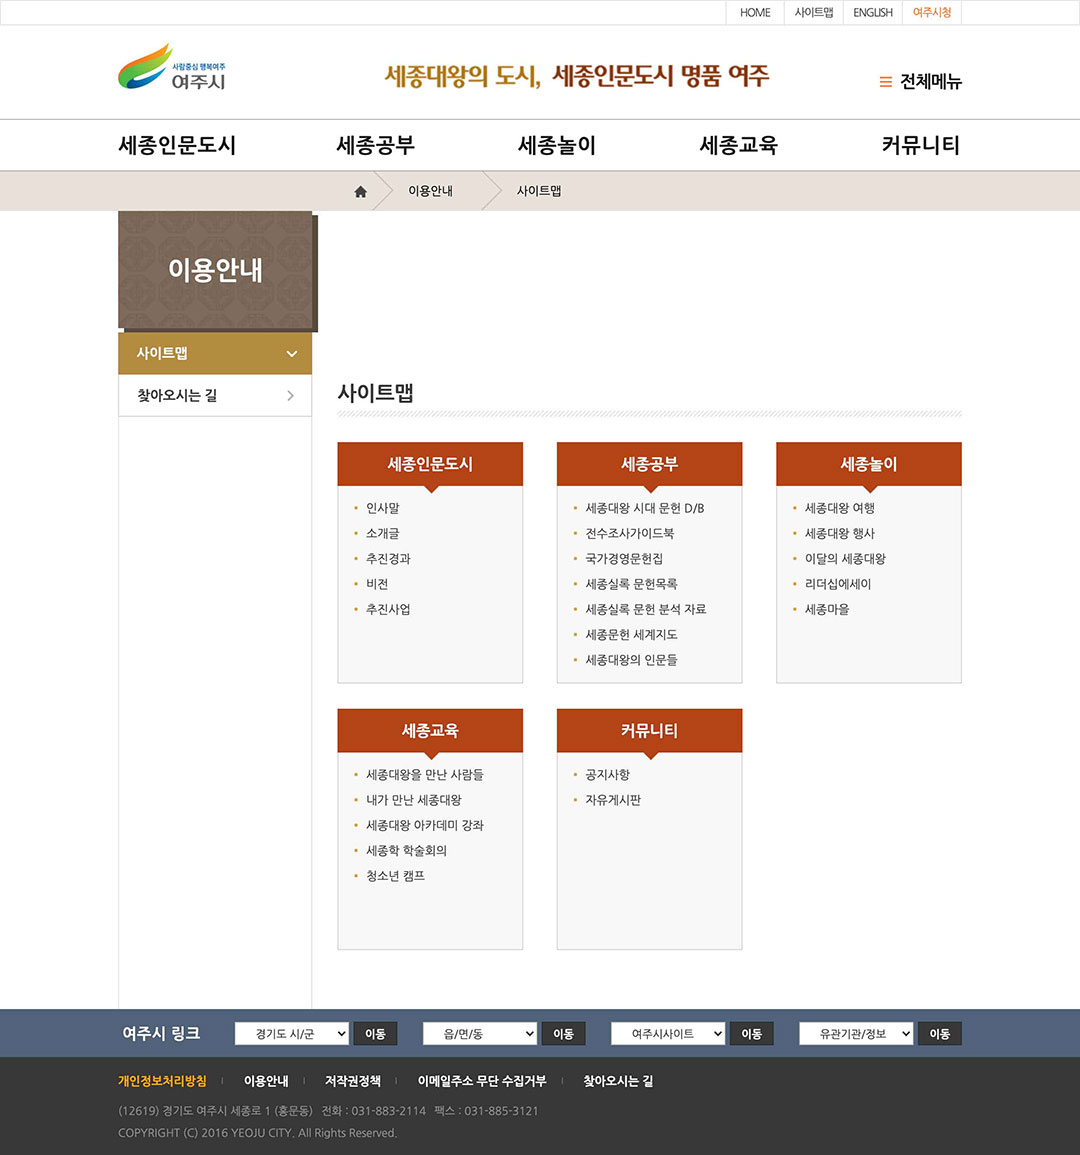 HOME 사이트맵 ENGLISH 여주시청
사람중심 행복여주
여주시
세종대왕의 도시, 세종인문도시 명품 여주
전체메뉴
세종인문도시 세종공부 세종놀이 세종교육 커뮤니티
이용안내 사이트맵
이용안내
사이트맵
찾아오시는 길
사이트맵
세종인문도시
인사말
소개글
추진경과
비전
추진사업
세종공부
세종대왕 시대 문헌 D/B
전수조사가이드북
국가경영문헌집
세종실록 문헌목록
세종실록 문헌 분석 자료
세종문헌 세계지도
세종대왕의 인문들
세종놀이
세종대왕 여행
세종대왕 행사
이달의 세종대왕
리더십에세이
세종마을
세종교육
세종대왕을 만난 사람들
내가 만난 세종대왕
세종대왕 아카데미 강좌
세종학 학술회의
청소년 캠프
커뮤니티
공지사항
자유게시판
여주시 링크 경기도 시/군 이동 읍/면/동 이동 여주시사이트 이동 유관기관/정보 이동
개인정보처리방침 이용안내 저작권정책 이메일주소 무단 수집거부 찾아오시는 길
(12619) 경기도 여주시 세종로 1 (홍문동) 전화 : 031-883-2114 팩스 : 031-885-3121
COPYRIGHT (C) 2016 YEOJU CITY. All Rights Reserved.